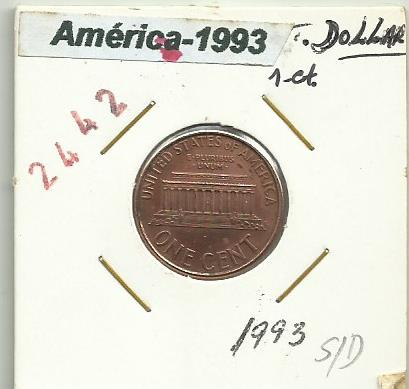 América-1993
DOLLAR
1 ct.
2442
UNITED STATES OF AMERICA
E·PLURIBUS
UNUM
ONE CENT
1993
S/D